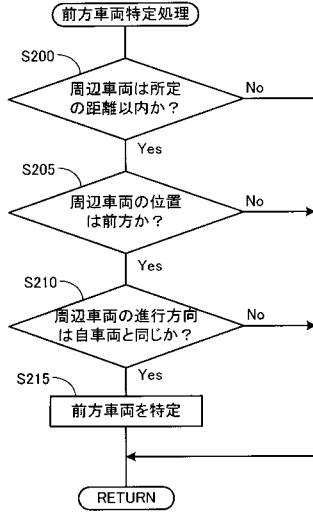 前方車両特定処理
S200
周辺車両は所定
の距離以内か？
No
Yes
S205
周辺車両の位置
は前方か？
No
Yes
S210
周辺車両の進行方向
は自車両と同じか？
No
Yes
S215
前方車両を特定
RETURN